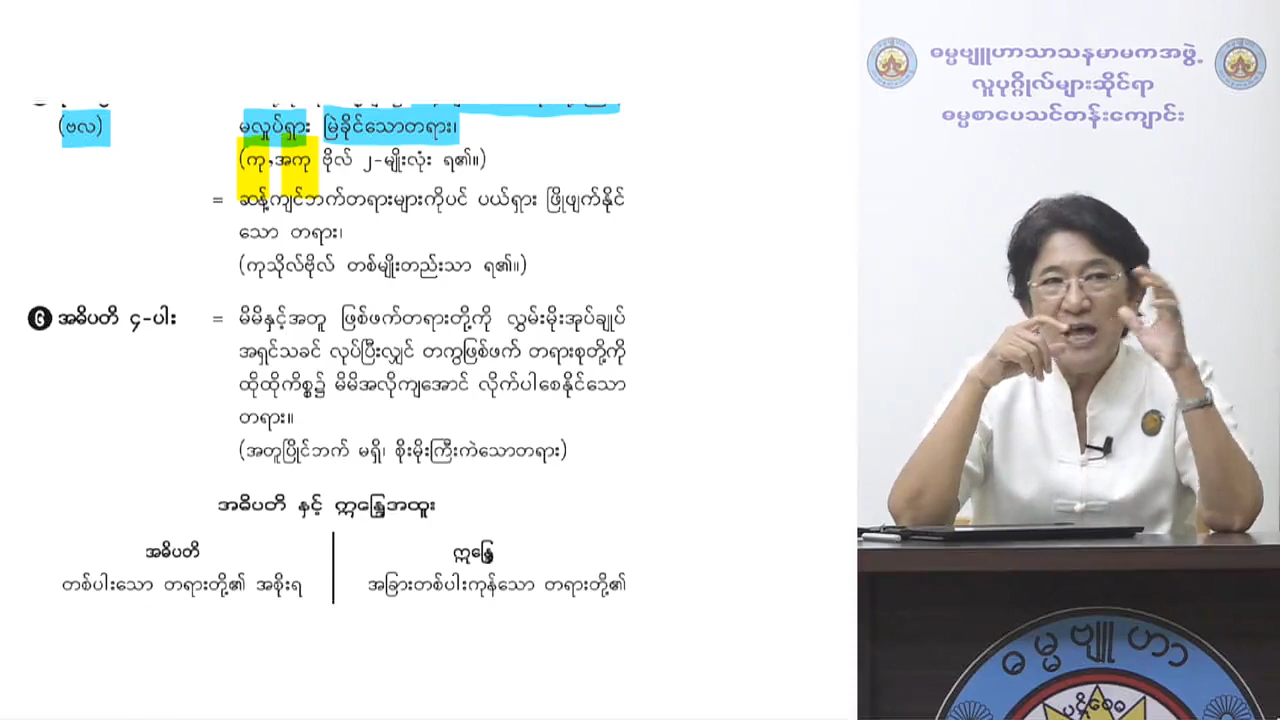 (ဗလ)
မလှုပ်ရှား မြဲခိုင်သောတရား၊
(ကု၊အကု ဗိုလ် ၂-မျိုးလုံး ရ၏။)
= ဆန့်ကျင်ဘက်တရားများကိုပင် ပယ်ရှား ဖြိုဖျက်နိုင်
သော တရား၊
(ကုသိုလ်ဗိုလ် တစ်မျိုးတည်းသာ ရ၏။)
၆ အဓိပတိ ၄-ပါး = မိမိနှင့်အတူ ဖြစ်ဖက်တရားတို့ကို လွှမ်းမိုးအုပ်ချုပ်
အရှင်သခင် လုပ်ပြီးလျှင် တကွဖြစ်ဖက် တရားစုတို့ကို
ထိုထိုကိစ္စ၌ မိမိအလိုကျအောင် လိုက်ပါစေနိုင်သော
တရား။
(အတူပြိုင်ဘက် မရှိ၊ စိုးမိုးကြီးကဲသောတရား)
အဓိပတိ နှင့် ဣန္ဒြေအထူး
အဓိပတိ
တစ်ပါးသော တရားတို့၏ အစိုးရ
ဣန္ဒြေ
အခြားတစ်ပါးကုန်သော တရားတို့၏
ဓမ္မဗျူဟာသာသနမာမကအဖွဲ့
လူပုဂ္ဂိုလ်များဆိုင်ရာ
ဓမ္မစာပေသင်တန်းကျောင်း
ဓမ္မဗျူဟာ
ပဋိဝေဓ